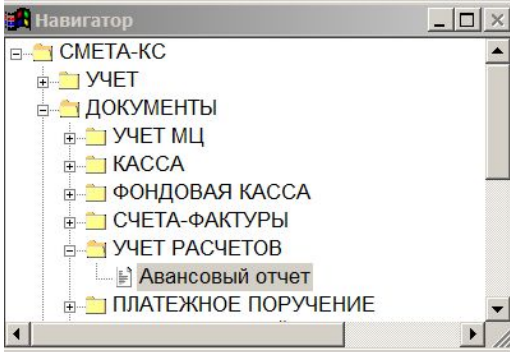 Навигатор
СМЕТА-КС
УЧЕТ
ДОКУМЕНТЫ
УЧЕТ МЦ
КАССА
ФОНДОВАЯ КАССА
СЧЕТА-ФАКТУРЫ
УЧЕТ РАСЧЕТОВ
Авансовый отчет
ПЛАТЕЖНОЕ ПОРУЧЕНИЕ